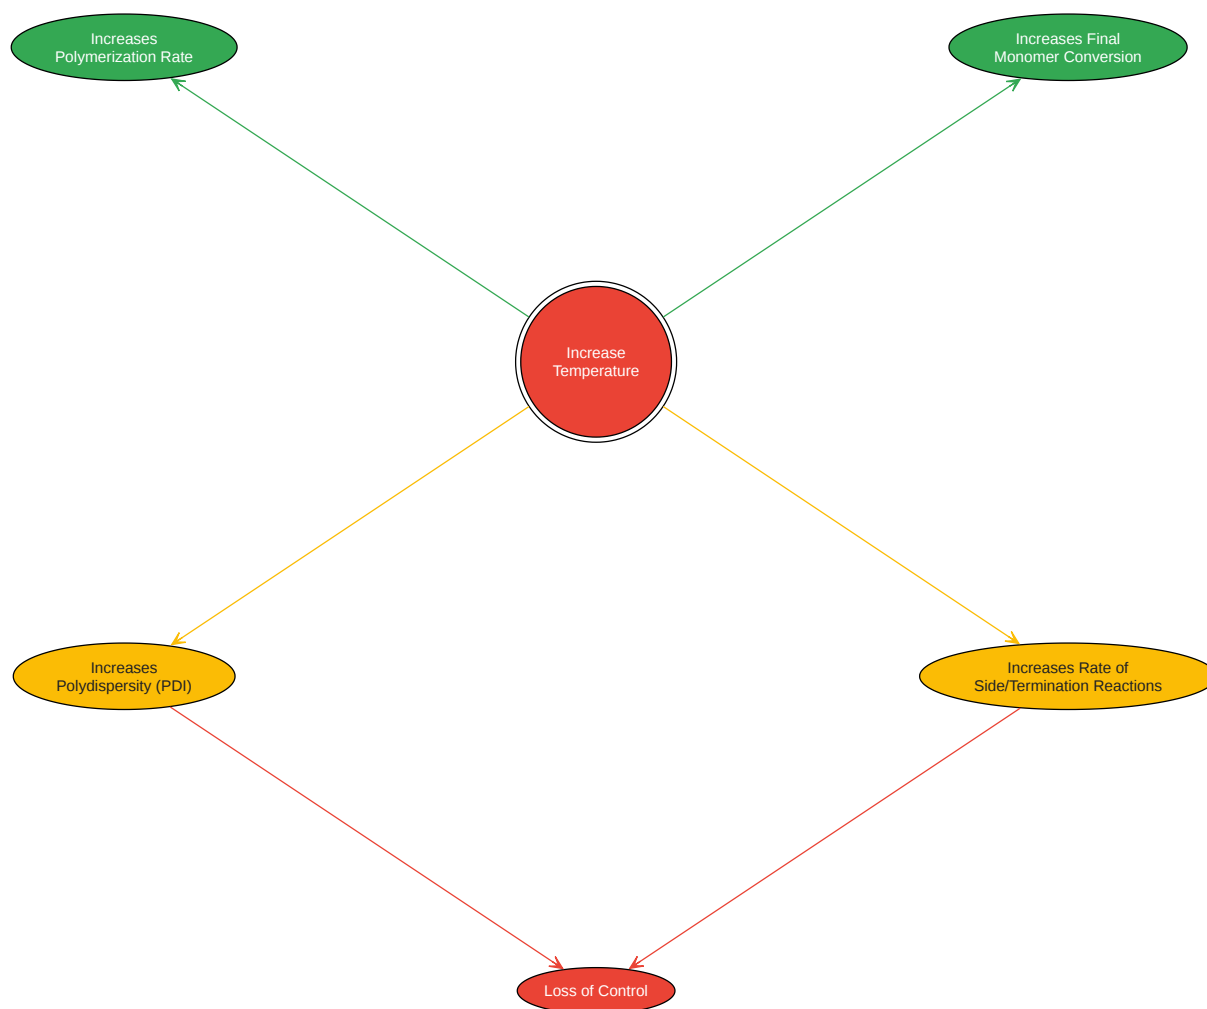 Increases
Polymerization Rate
Increases Final
Monomer Conversion
Increase
Temperature
Increases
Polydispersity (PDI)
Increases Rate of
Side/Termination Reactions
Loss of Control